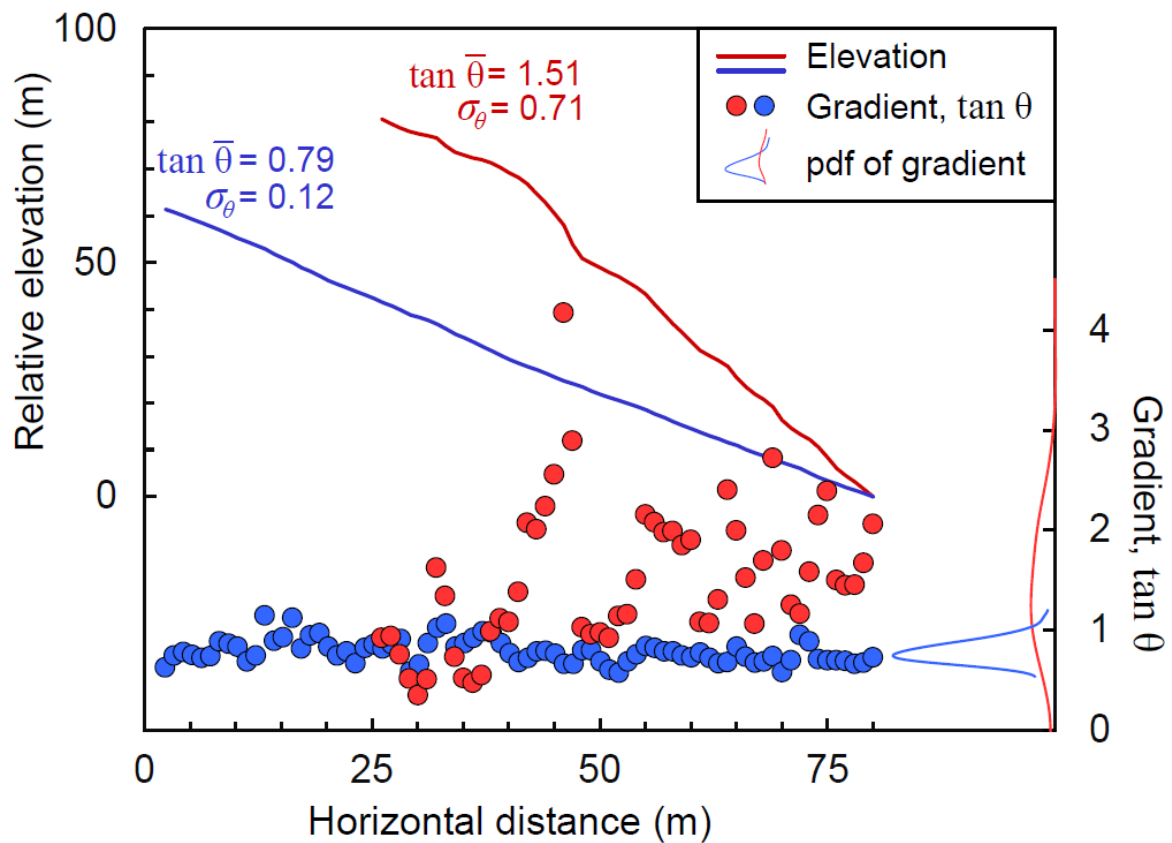 100
50
0
Relative elevation (m)
tan θ̅ = 1.51
σθ = 0.71
tan θ̅ = 0.79
σθ = 0.12
Elevation
Gradient, tan θ
pdf of gradient
4
3
2
1
0
Gradient, tan θ
0 25 50 75
Horizontal distance (m)